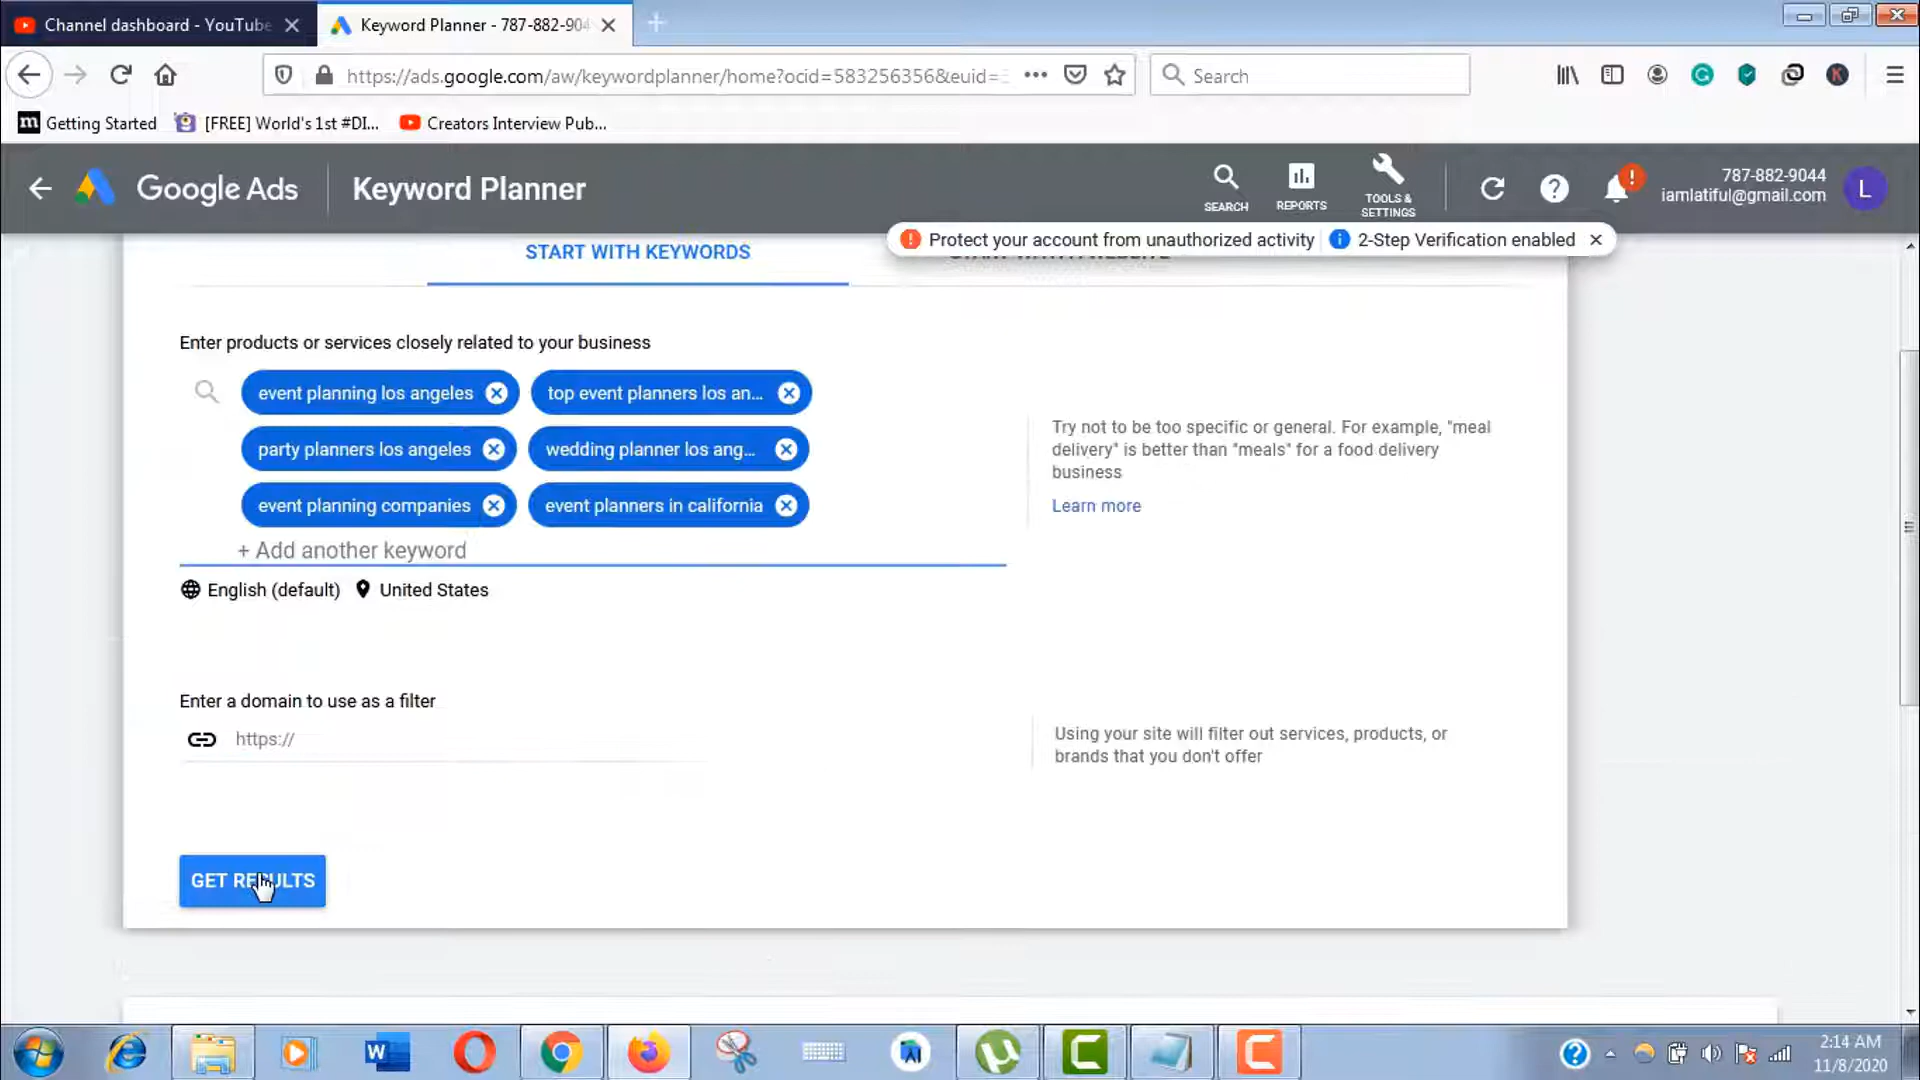 Channel dashboard - YouTube
Keyword Planner - 787-882-904
https://ads.google.com/aw/keywordplanner/home?ocid=583256356&euid=
Search
Getting Started
[FREE] World's 1st #DI...
Creators Interview Pub...
Google Ads
Keyword Planner
SEARCH
REPORTS
TOOLS &
SETTINGS
787-882-9044
iamlatiful@gmail.com
L
Protect your account from unauthorized activity
2-Step Verification enabled
START WITH KEYWORDS
Enter products or services closely related to your business
event planning los angeles
top event planners los an...
party planners los angeles
wedding planner los ang...
event planning companies
event planners in california
+ Add another keyword
English (default)
United States
Try not to be too specific or general. For example, "meal
delivery" is better than "meals" for a food delivery
business
Learn more
Enter a domain to use as a filter
https://
Using your site will filter out services, products, or
brands that you don't offer
GET RESULTS
2:14 AM
11/8/2020